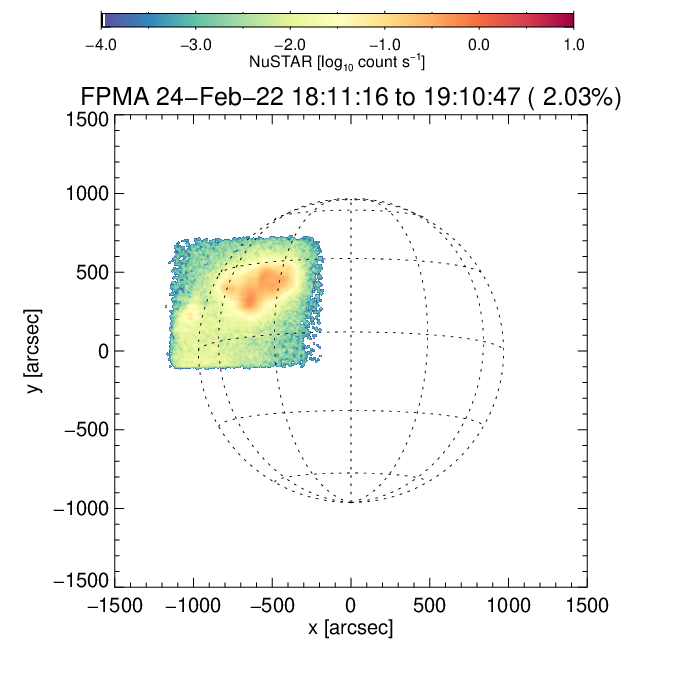 −4.0 −3.0 −2.0 −1.0 0.0 1.0
NuSTAR [log₁₀ count s⁻¹]
FPMA 24−Feb−22 18:11:16 to 19:10:47 ( 2.03%)
1500
1000
500
0
−500
−1000
−1500
y [arcsec]
−1500 −1000 −500 0 500 1000 1500
x [arcsec]